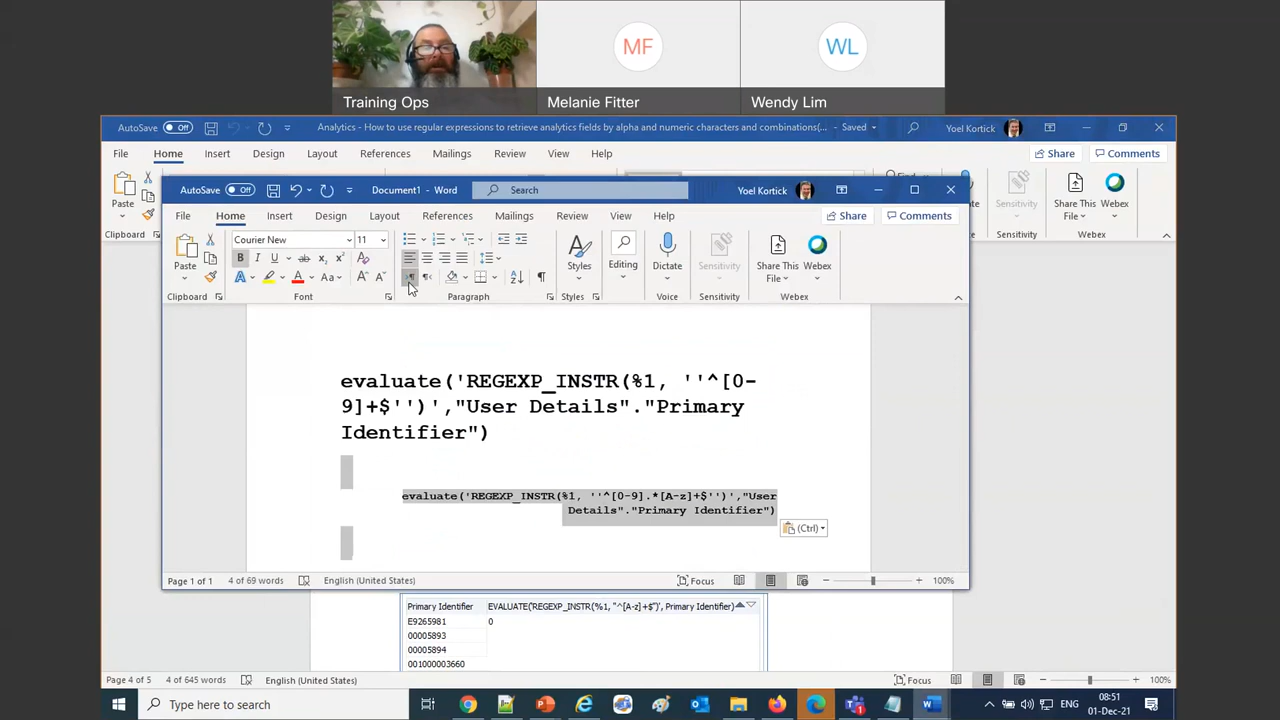 MF
WL
Training Ops
Melanie Fitter
Wendy Lim
AutoSave Off
Analytics - How to use regular expressions to retrieve analytics fields by alpha and numeric characters and combinations(... - Saved
Yoel Kortick
File Home Insert Draw Design Layout References Mailings Review View Help
Share Comments
Paste
Clipboard
AutoSave Off
Document1 - Word
Search
Yoel Kortick
File Home Insert Design Layout References Mailings Review View Help
Share Comments
Paste
Courier New 11
Styles
Editing
Dictate
Sensitivity
Share This File
Webex
Clipboard Font Paragraph Styles Voice Sensitivity Webex
Sensitivity
Share This File
Webex
Sensitivity Webex
evaluate('REGEXP_INSTR(%1, ''^[0-
9]+$'')',"User Details"."Primary
Identifier")
evaluate('REGEXP_INSTR(%1, ''^[0-9].*[A-z]+$'')',"User
Details"."Primary Identifier")
(Ctrl)
Page 1 of 1 4 of 69 words English (United States) Focus 100%
Primary Identifier EVALUATE('REGEXP_INSTR(%1, ''^[A-z]+$'')', Primary Identifier)
E9265981 0
00005893
00005894
001000003660
Page 4 of 5 4 of 645 words English (United States) Focus 100%
Type here to search
ENG
08:51
01-Dec-21